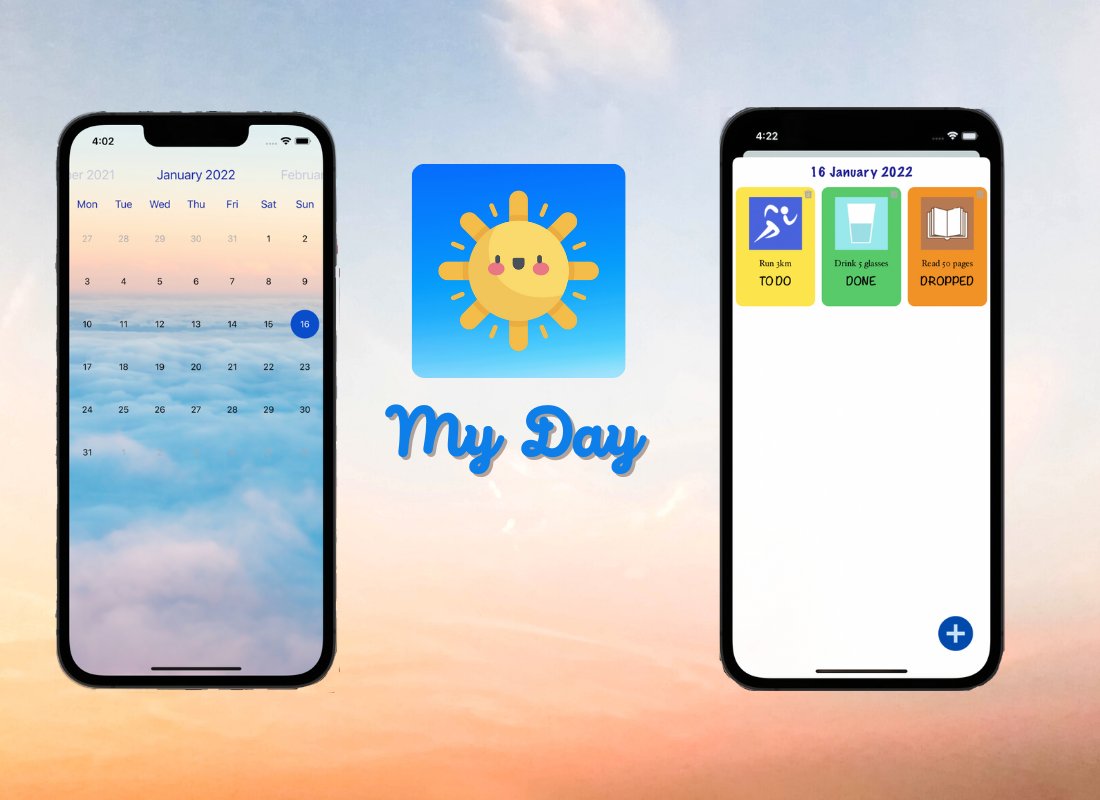 4:02
er 2021 January 2022 Februar
Mon Tue Wed Thu Fri Sat Sun
27 28 29 30 31 1 2
3 4 5 6 7 8 9
10 11 12 13 14 15 16
17 18 19 20 21 22 23
24 25 26 27 28 29 30
31
My Day
4:22
16 January 2022
Run 3km
TO DO
Drink 5 glasses
DONE
Read 50 pages
DROPPED